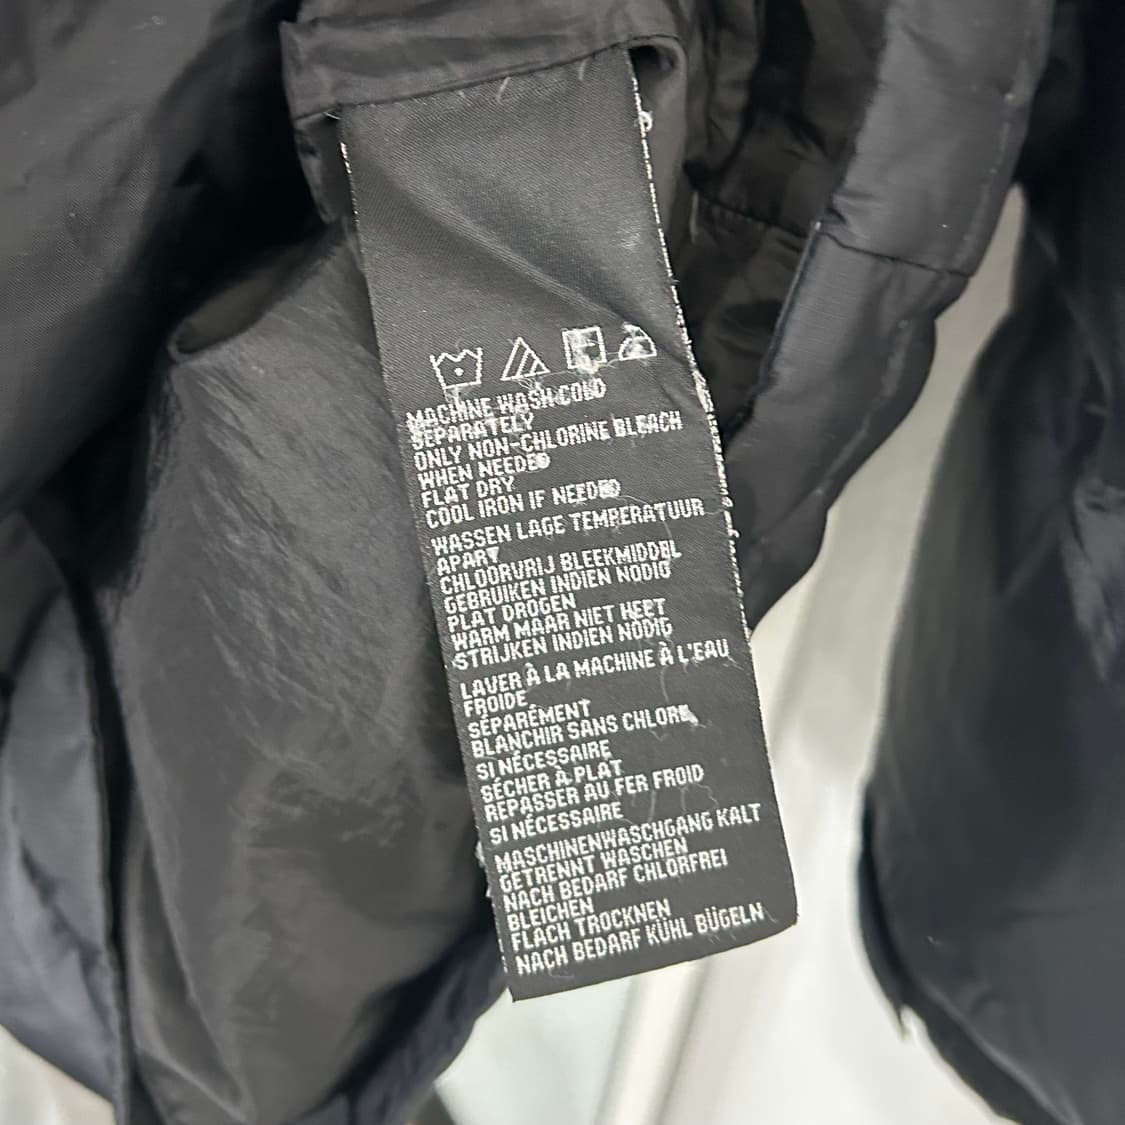 MACHINE WASH COLD
SEPARATELY
ONLY NON-CHLORINE BLEACH
WHEN NEEDED
FLAT DRY
COOL IRON IF NEEDED
WASSEN LAGE TEMPERATUUR
APART
CHLOORVRIJ BLEEKMIDDEL
GEBRUIKEN INDIEN NODIG
PLAT DROGEN
WARM MAAR NIET HEET
STRIJKEN INDIEN NODIG
LAVER À LA MACHINE À L'EAU
FROIDE
SÉPARÉMENT
BLANCHIR SANS CHLORE
SI NÉCESSAIRE
SÉCHER À PLAT
REPASSER AU FER FROID
SI NÉCESSAIRE
MASCHINENWASCHGANG KALT
GETRENNT WASCHEN
NACH BEDARF CHLORFREI
BLEICHEN
FLACH TROCKNEN
NACH BEDARF KÜHL BÜGELN